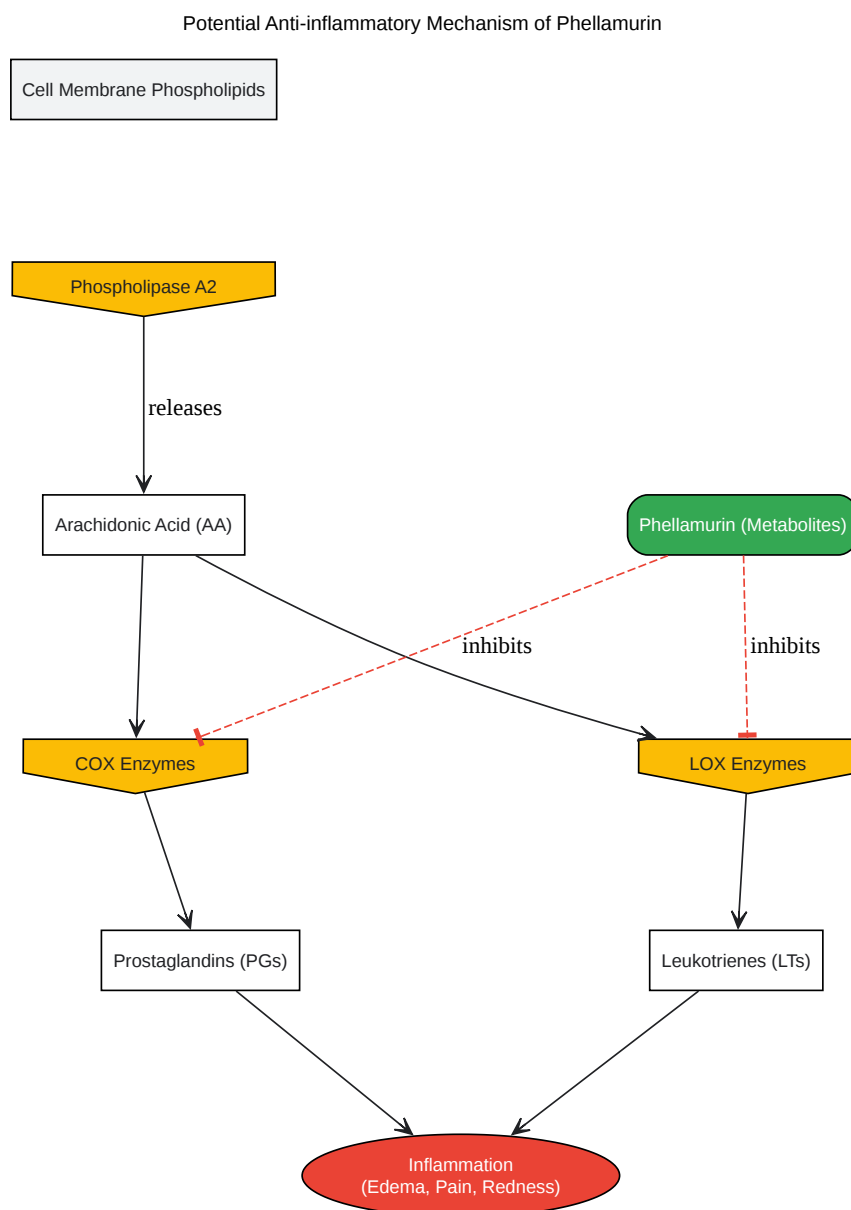 Potential Anti-inflammatory Mechanism of Phellamurin
Cell Membrane Phospholipids
Phospholipase A2
releases
Arachidonic Acid (AA)
Phellamurin (Metabolites)
inhibits
inhibits
COX Enzymes
LOX Enzymes
Prostaglandins (PGs)
Leukotrienes (LTs)
Inflammation
(Edema, Pain, Redness)